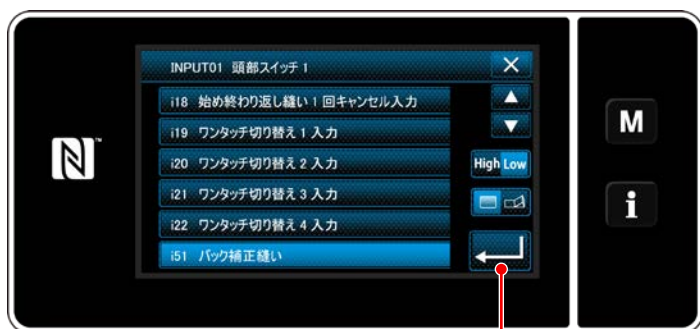 INPUT01 頭部スイッチ 1
i18 始め終わり返し縫い 1 回キャンセル入力
i19 ワンタッチ切り替え 1 入力
i20 ワンタッチ切り替え 2 入力
High Low
i21 ワンタッチ切り替え 3 入力
i22 ワンタッチ切り替え 4 入力
i51 バック補正縫い
M
i
N
™